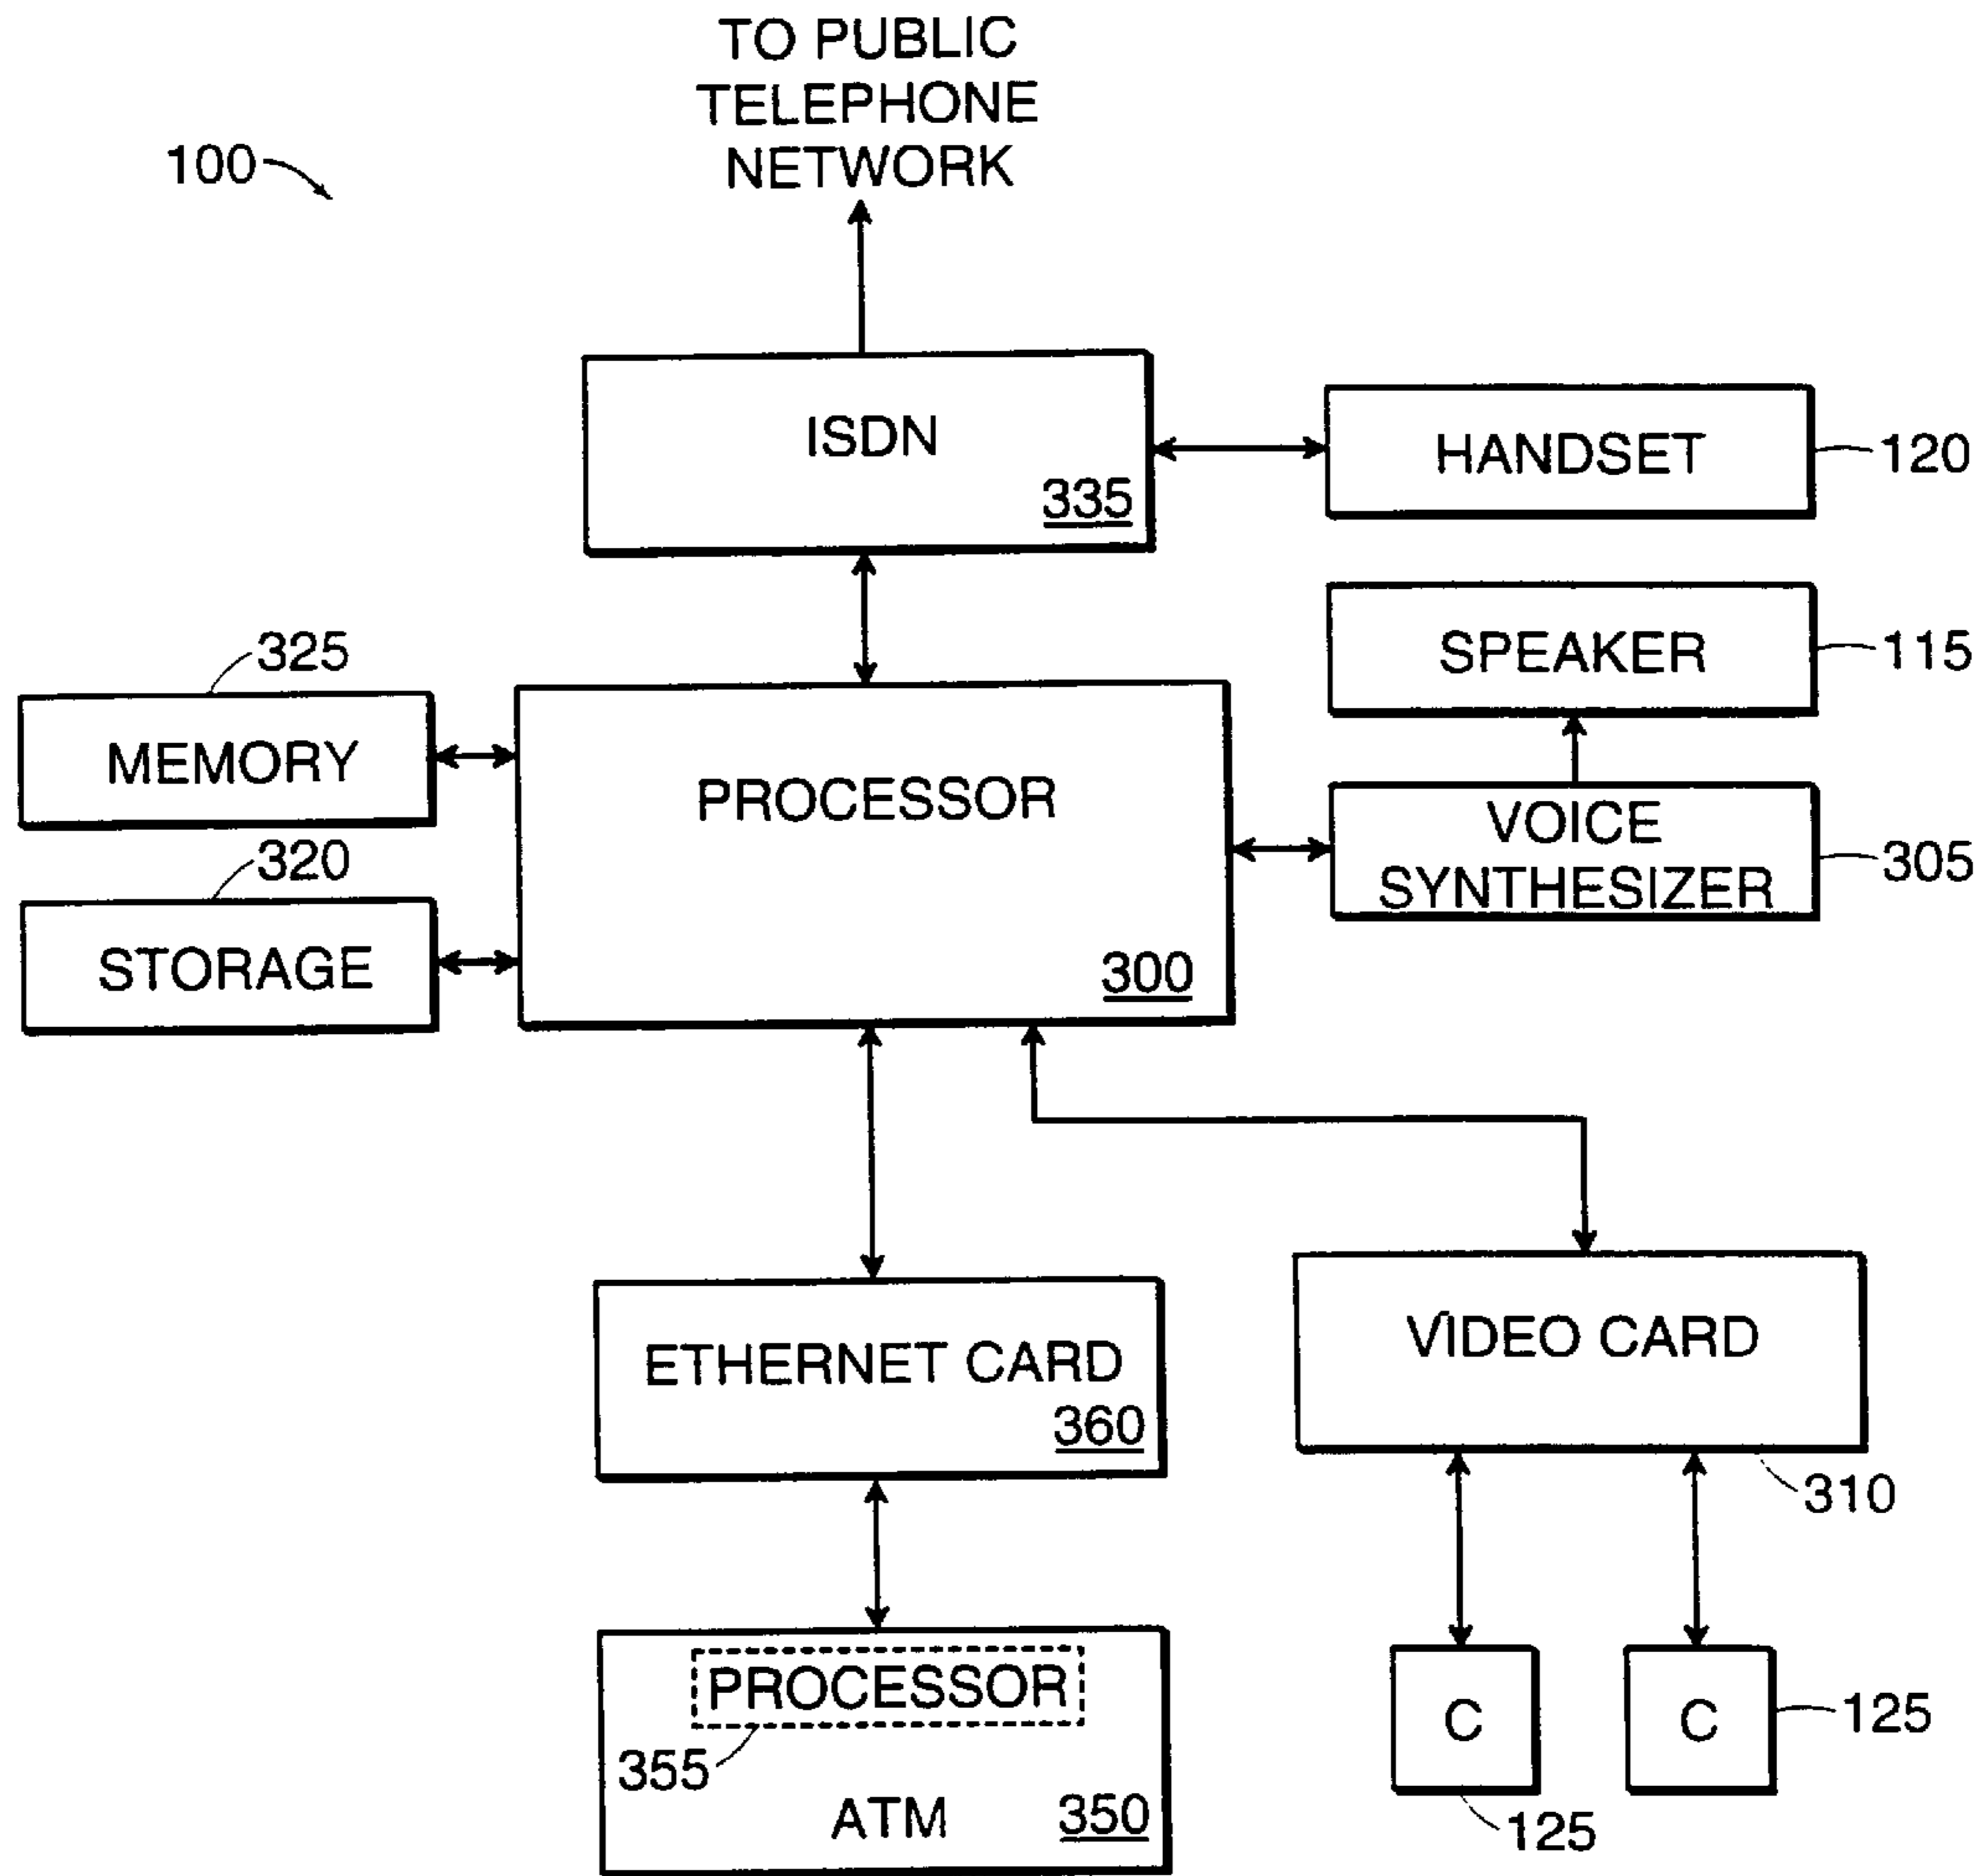 TO PUBLIC
TELEPHONE
NETWORK
100
ISDN
335
HANDSET
120
SPEAKER
115
325
MEMORY
PROCESSOR
300
VOICE
SYNTHESIZER
305
320
STORAGE
ETHERNET CARD
360
VIDEO CARD
310
PROCESSOR
355
ATM
350
C
125
C
125